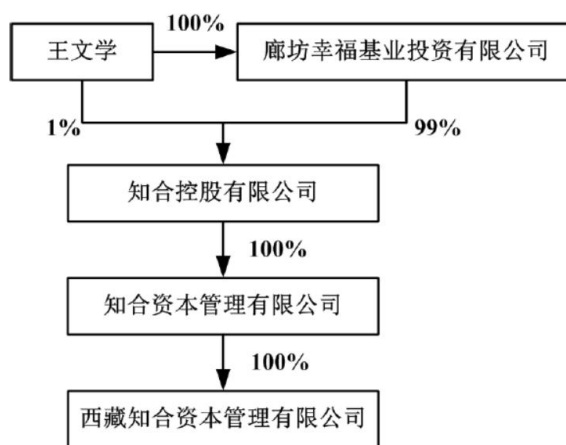 100%
王文学
廊坊幸福基业投资有限公司
1%
99%
知合控股有限公司
100%
知合资本管理有限公司
100%
西藏知合资本管理有限公司